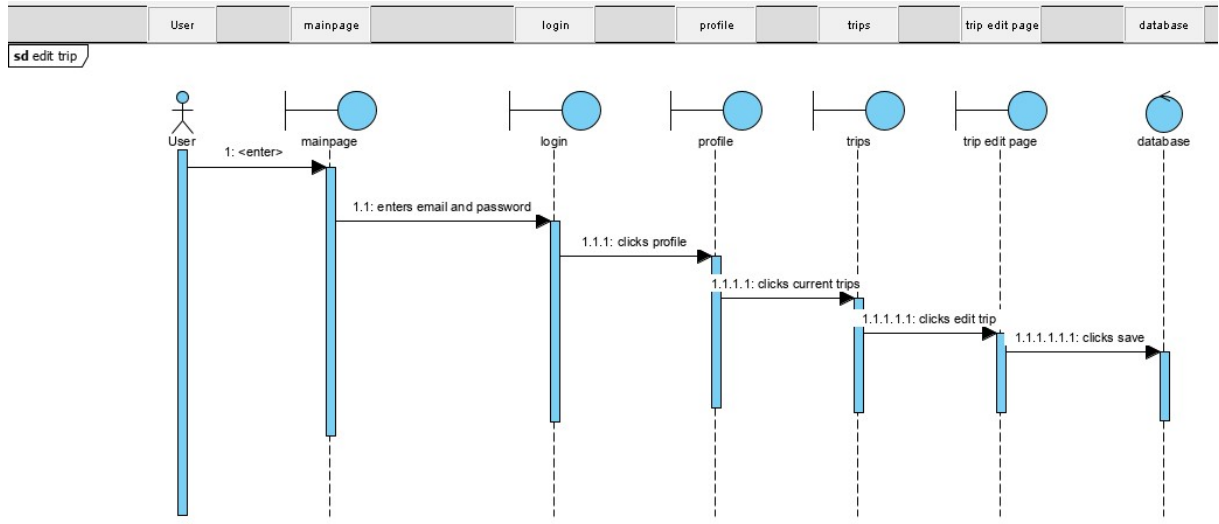 User mainpage login profile trips trip edit page database
sd edit trip
User mainpage login profile trips trip edit page database
1: <enter>
1.1: enters email and password
1.1.1: clicks profile
1.1.1.1: clicks current trips
1.1.1.1.1: clicks edit trip
1.1.1.1.1.1: clicks save